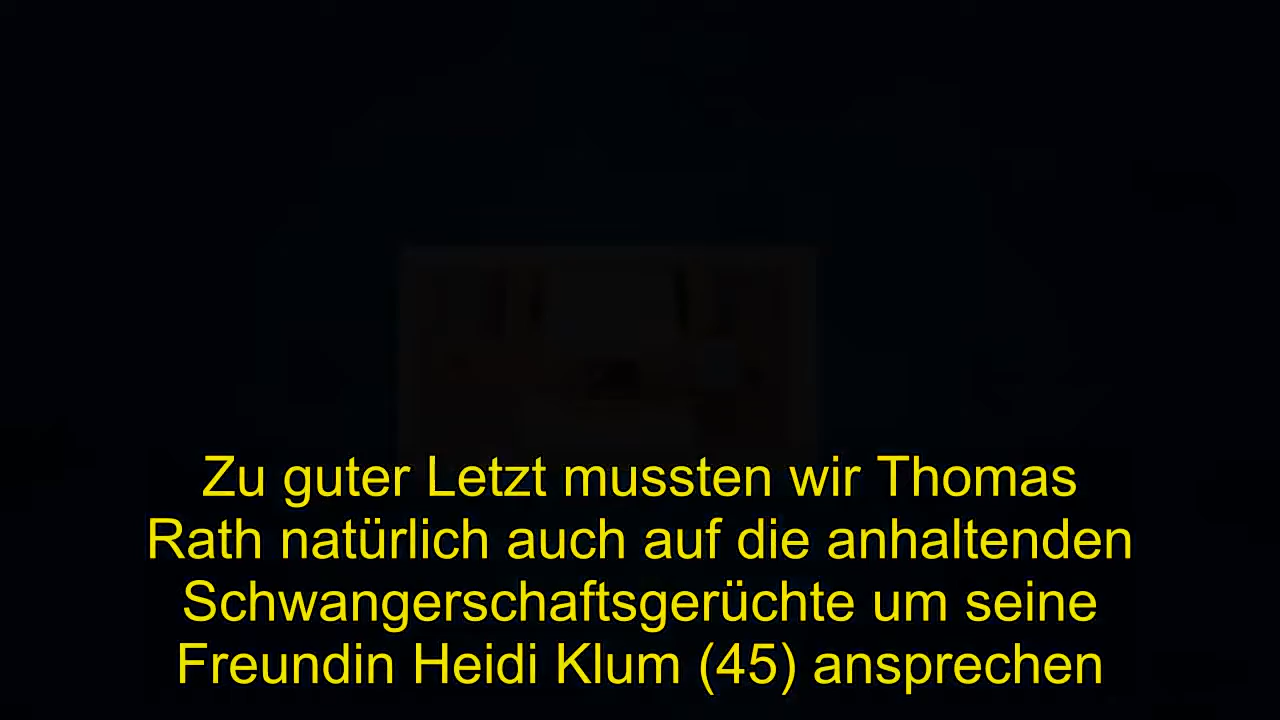 Zu guter Letzt mussten wir Thomas
Rath natürlich auch auf die anhaltenden
Schwangerschaftsgerüchte um seine
Freundin Heidi Klum (45) ansprechen